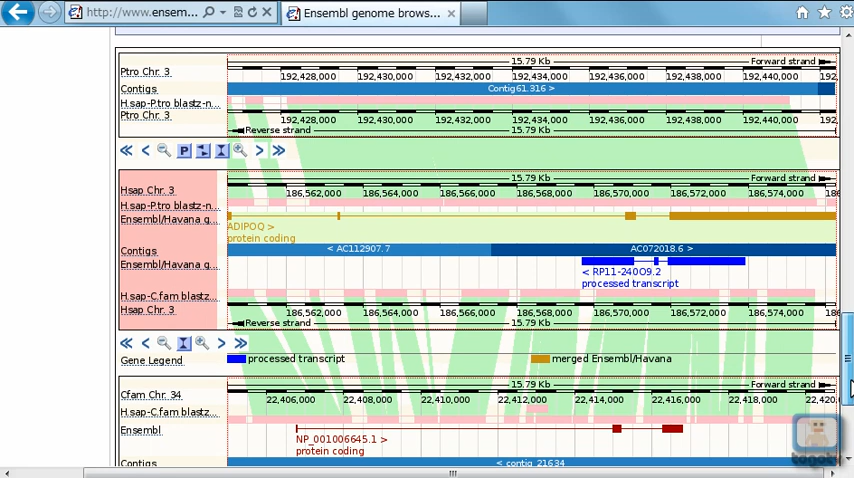 http://www.ensem...
Ensembl genome brows...
15.79 Kb Forward strand
Ptro Chr. 3
192,428,000 192,430,000 192,432,000 192,434,000 192,436,000 192,438,000 192,440,000 192,
Contigs Contig61.316 >
H.sap-P.tro blastz-n...
Ptro Chr. 3 192,428,000 192,430,000 192,432,000 192,434,000 192,436,000 192,438,000 192,440,000 192,
Reverse strand 15.79 Kb
P
15.79 Kb Forward strand
Hsap Chr. 3 186,562,000 186,564,000 186,566,000 186,568,000 186,570,000 186,572,000 186,574,000 186
H.sap-P.tro blastz-n...
Ensembl/Havana g...
ADIPOQ >
protein coding
Contigs < AC112907.7 AC072018.6 >
Ensembl/Havana g...
< RP11-240O9.2
processed transcript
H.sap-C.fam blastz...
Hsap Chr. 3 186,562,000 186,564,000 186,566,000 186,568,000 186,570,000 186,572,000 186,574,000 186
Reverse strand 15.79 Kb
Gene Legend processed transcript merged Ensembl/Havana
15.79 Kb Forward strand
Cfam Chr. 34 22,406,000 22,408,000 22,410,000 22,412,000 22,414,000 22,416,000 22,418,000 22,420,
H.sap-C.fam blastz...
Ensembl
NP_001006645.1 >
protein coding
Contigs < contig_21634
togotv